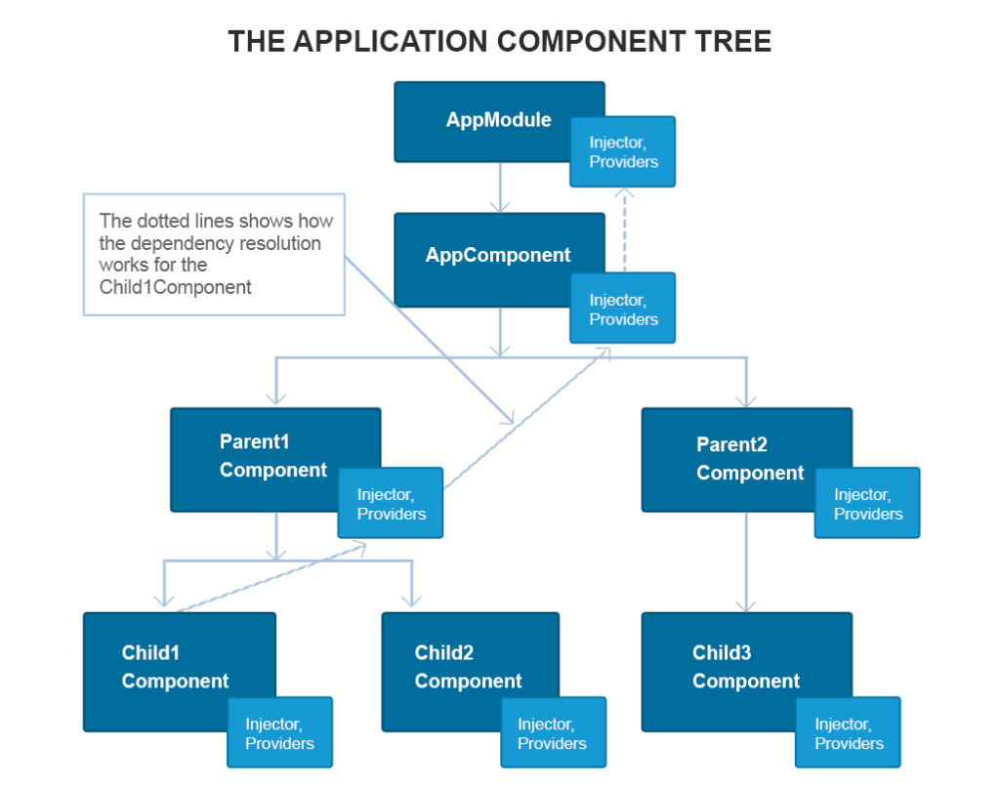 THE APPLICATION COMPONENT TREE
AppModule
Injector,
Providers
The dotted lines shows how
the dependency resolution
works for the
Child1Component
AppComponent
Injector,
Providers
Parent1
Component
Injector,
Providers
Parent2
Component
Injector,
Providers
Child1
Component
Injector,
Providers
Child2
Component
Injector,
Providers
Child3
Component
Injector,
Providers